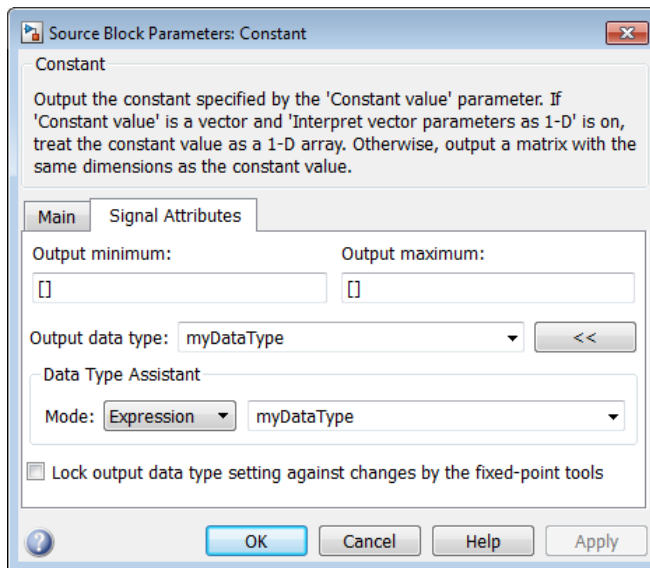 Source Block Parameters: Constant
Constant
Output the constant specified by the 'Constant value' parameter. If
'Constant value' is a vector and 'Interpret vector parameters as 1-D' is on,
treat the constant value as a 1-D array. Otherwise, output a matrix with the
same dimensions as the constant value.
Main Signal Attributes
Output minimum: Output maximum:
[] []
Output data type: myDataType <<
Data Type Assistant
Mode: Expression myDataType
Lock output data type setting against changes by the fixed-point tools
? OK Cancel Help Apply